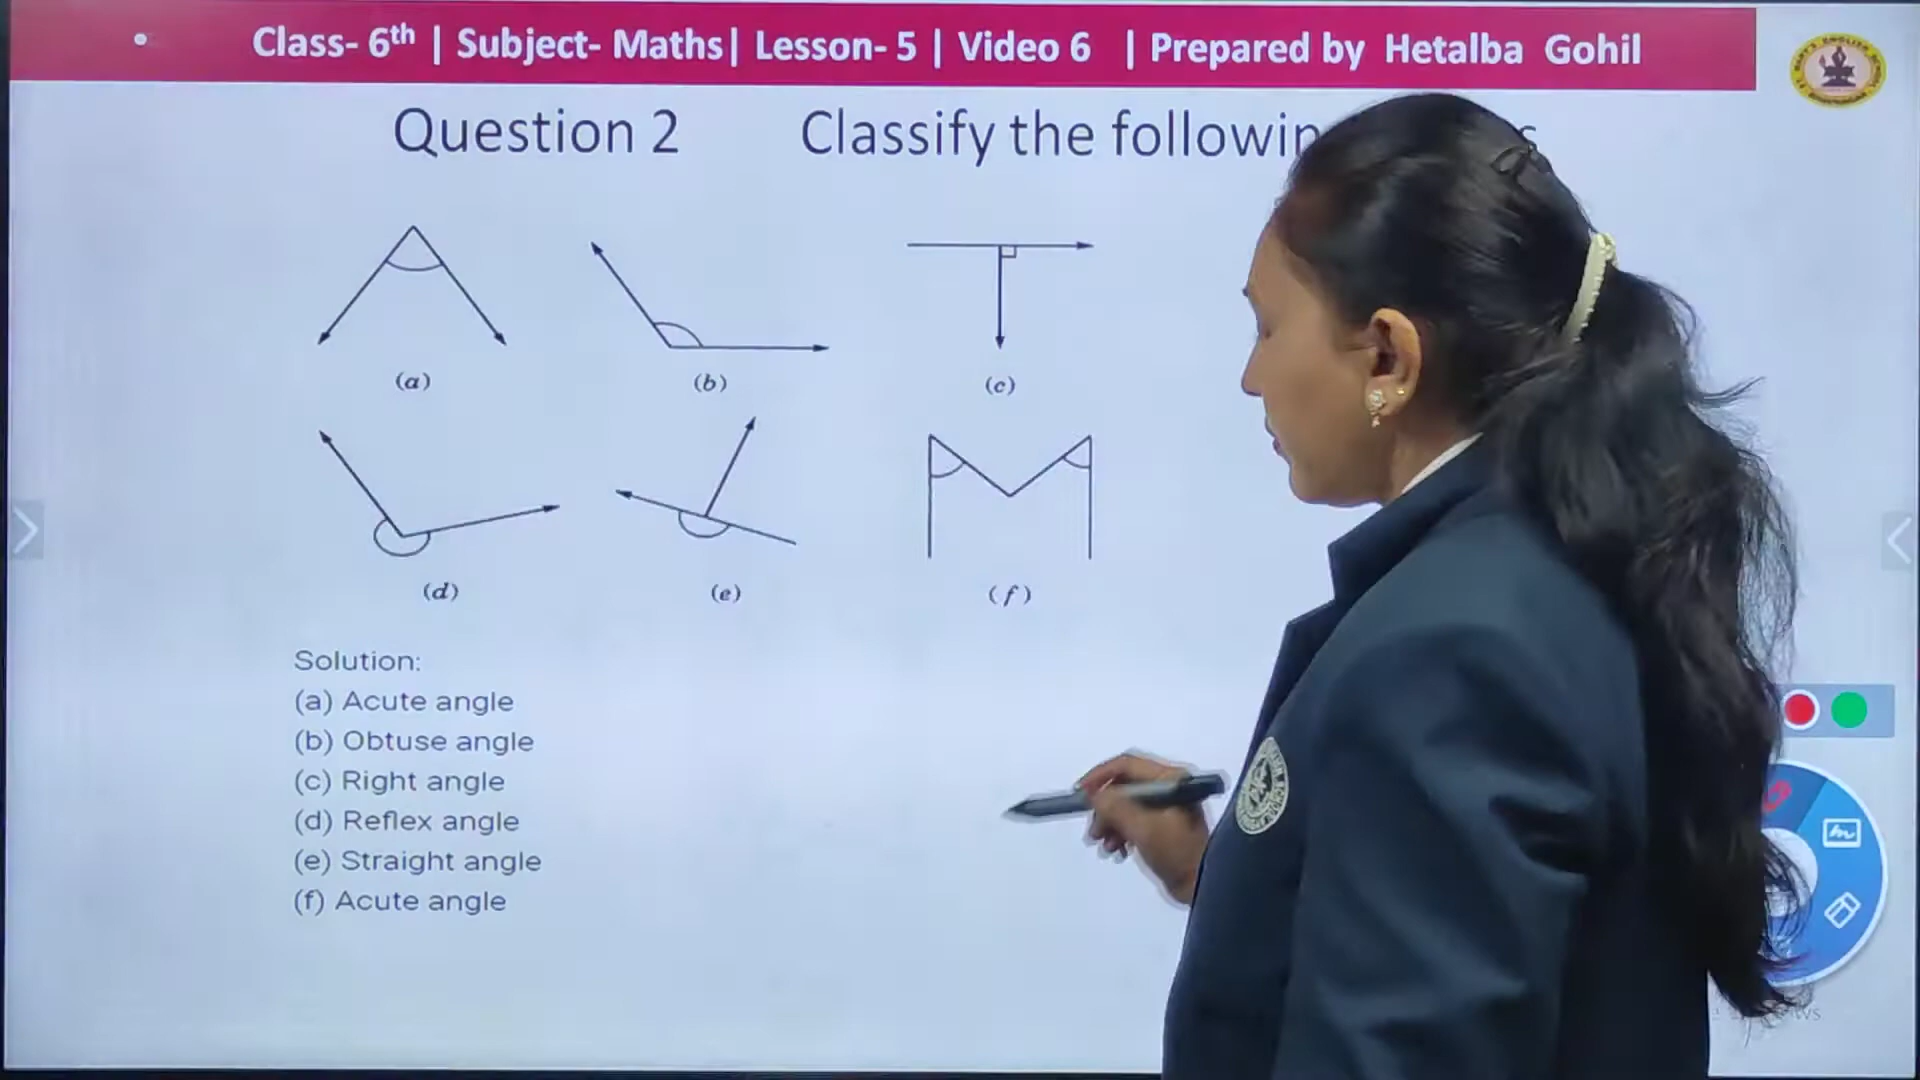 Class- 6th | Subject- Maths| Lesson- 5 | Video 6 | Prepared by Hetalba Gohil
Question 2 Classify the following
(a) (b) (c)
(d) (e) (f)
Solution:
(a) Acute angle
(b) Obtuse angle
(c) Right angle
(d) Reflex angle
(e) Straight angle
(f) Acute angle